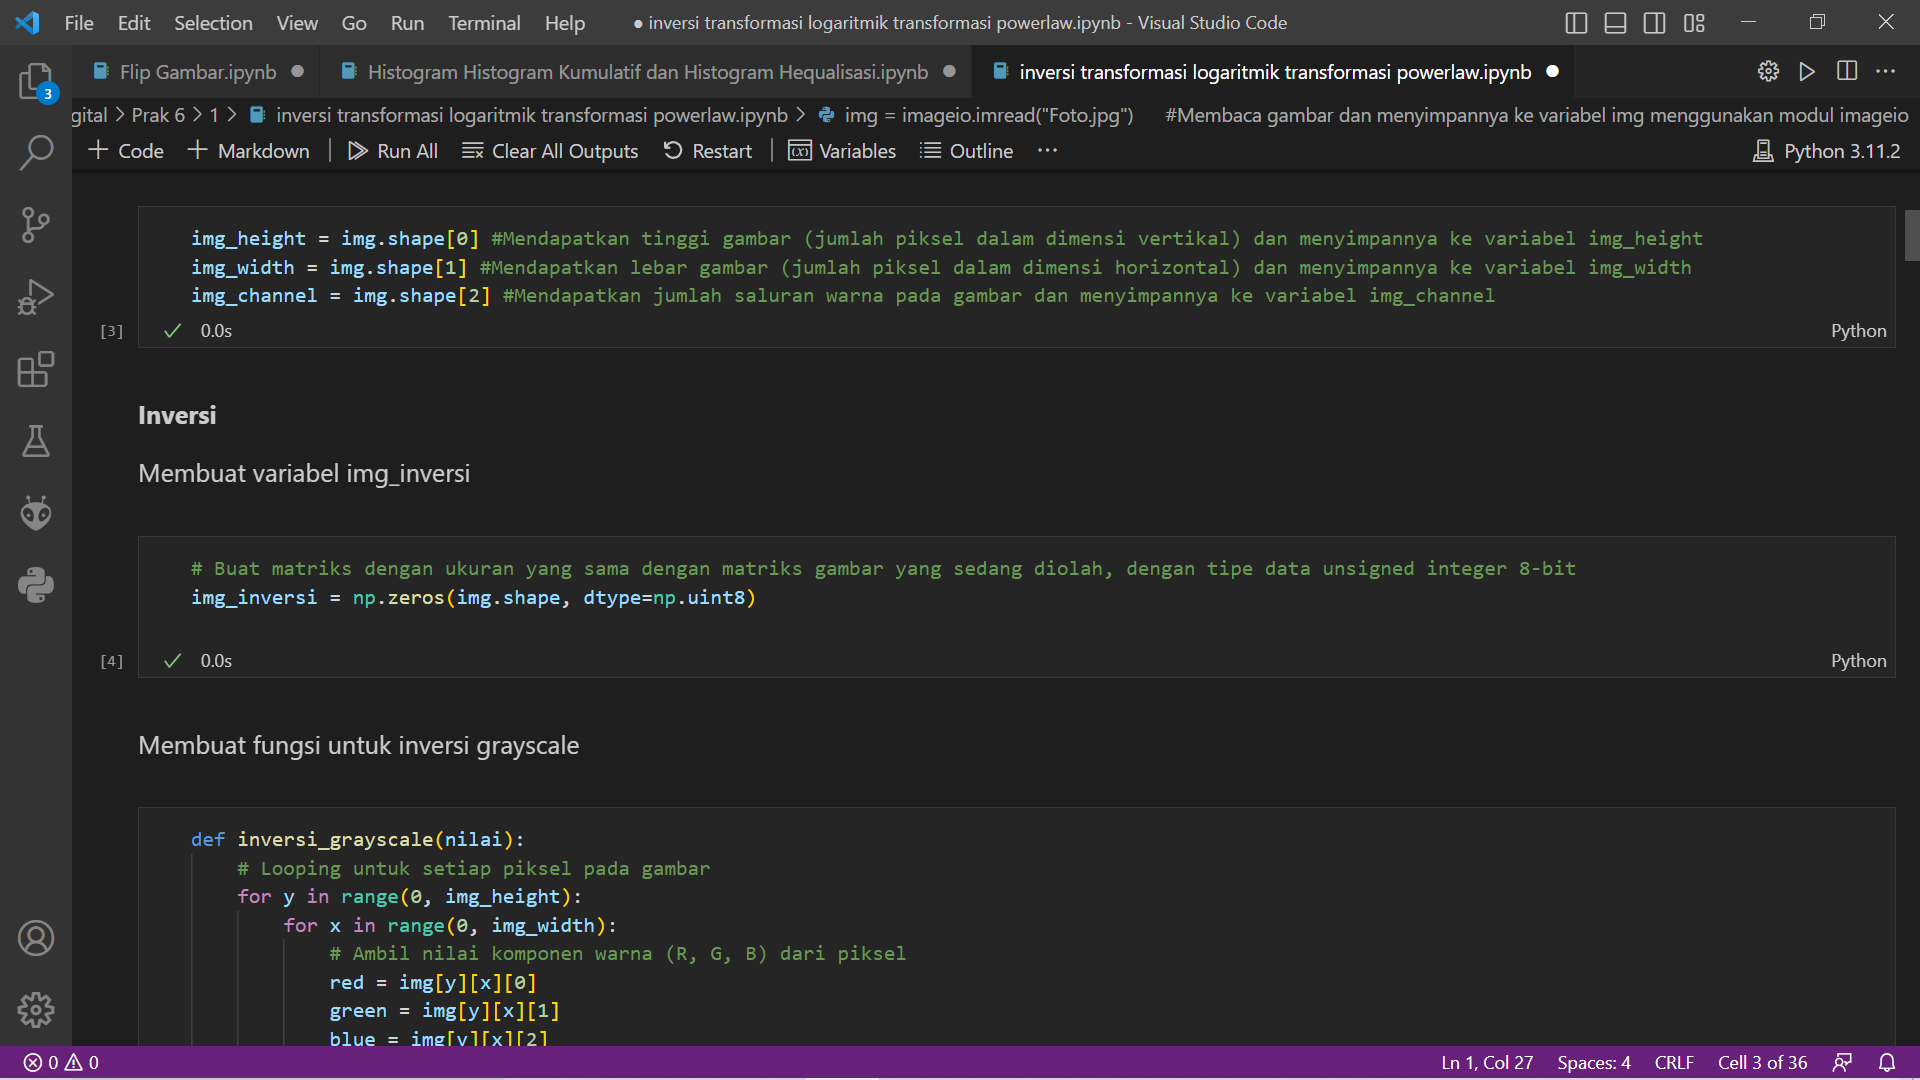 File Edit Selection View Go Run Terminal Help ● inversi transformasi logaritmik transformasi powerlaw.ipynb - Visual Studio Code
Flip Gambar.ipynb Histogram Histogram Kumulatif dan Histogram Hequalisasi.ipynb inversi transformasi logaritmik transformasi powerlaw.ipynb
gital > Prak 6 > 1 > inversi transformasi logaritmik transformasi powerlaw.ipynb > img = imageio.imread("Foto.jpg") #Membaca gambar dan menyimpannya ke variabel img menggunakan modul imageio
+ Code + Markdown Run All Clear All Outputs Restart Variables Outline ··· Python 3.11.2
3
img_height = img.shape[0] #Mendapatkan tinggi gambar (jumlah piksel dalam dimensi vertikal) dan menyimpannya ke variabel img_height
img_width = img.shape[1] #Mendapatkan lebar gambar (jumlah piksel dalam dimensi horizontal) dan menyimpannya ke variabel img_width
img_channel = img.shape[2] #Mendapatkan jumlah saluran warna pada gambar dan menyimpannya ke variabel img_channel
[3] 0.0s Python
Inversi
Membuat variabel img_inversi
# Buat matriks dengan ukuran yang sama dengan matriks gambar yang sedang diolah, dengan tipe data unsigned integer 8-bit
img_inversi = np.zeros(img.shape, dtype=np.uint8)
[4] 0.0s Python
Membuat fungsi untuk inversi grayscale
def inversi_grayscale(nilai):
# Looping untuk setiap piksel pada gambar
for y in range(0, img_height):
for x in range(0, img_width):
# Ambil nilai komponen warna (R, G, B) dari piksel
red = img[y][x][0]
green = img[y][x][1]
blue = img[y][x][2]
0 0 Ln 1, Col 27 Spaces: 4 CRLF Cell 3 of 36